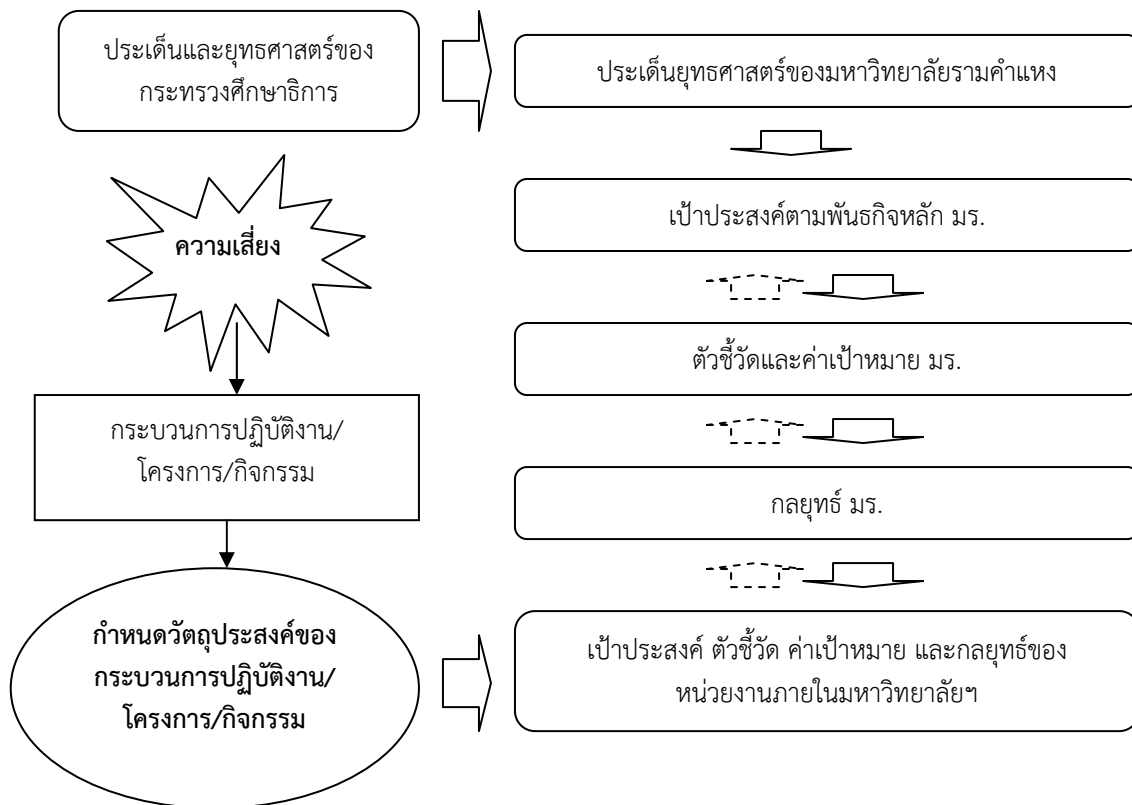 ประเด็นและยุทธศาสตร์ของ
กระทรวงศึกษาธิการ
ประเด็นยุทธศาสตร์ของมหาวิทยาลัยรามคำแหง
เป้าประสงค์ตามพันธกิจหลัก มร.
ความเสี่ยง
ตัวชี้วัดและค่าเป้าหมาย มร.
กระบวนการปฏิบัติงาน/
โครงการ/กิจกรรม
กลยุทธ์ มร.
กำหนดวัตถุประสงค์ของ
กระบวนการปฏิบัติงาน/
โครงการ/กิจกรรม
เป้าประสงค์ ตัวชี้วัด ค่าเป้าหมาย และกลยุทธ์ของ
หน่วยงานภายในมหาวิทยาลัยฯ